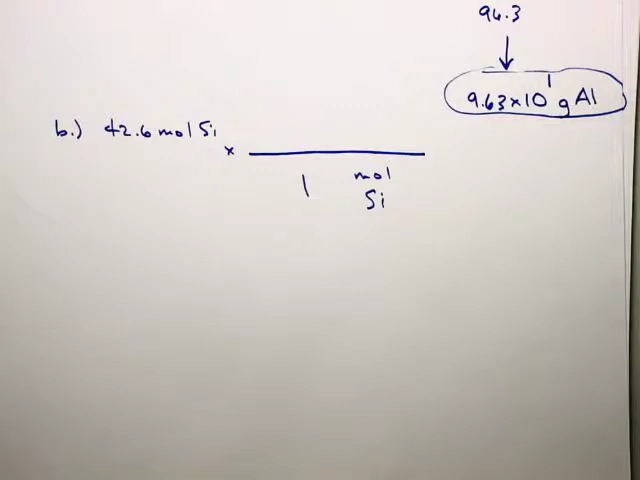 96.3
9.63×10¹ g Al
b.) 42.6 mol Si ×
1 mol Si